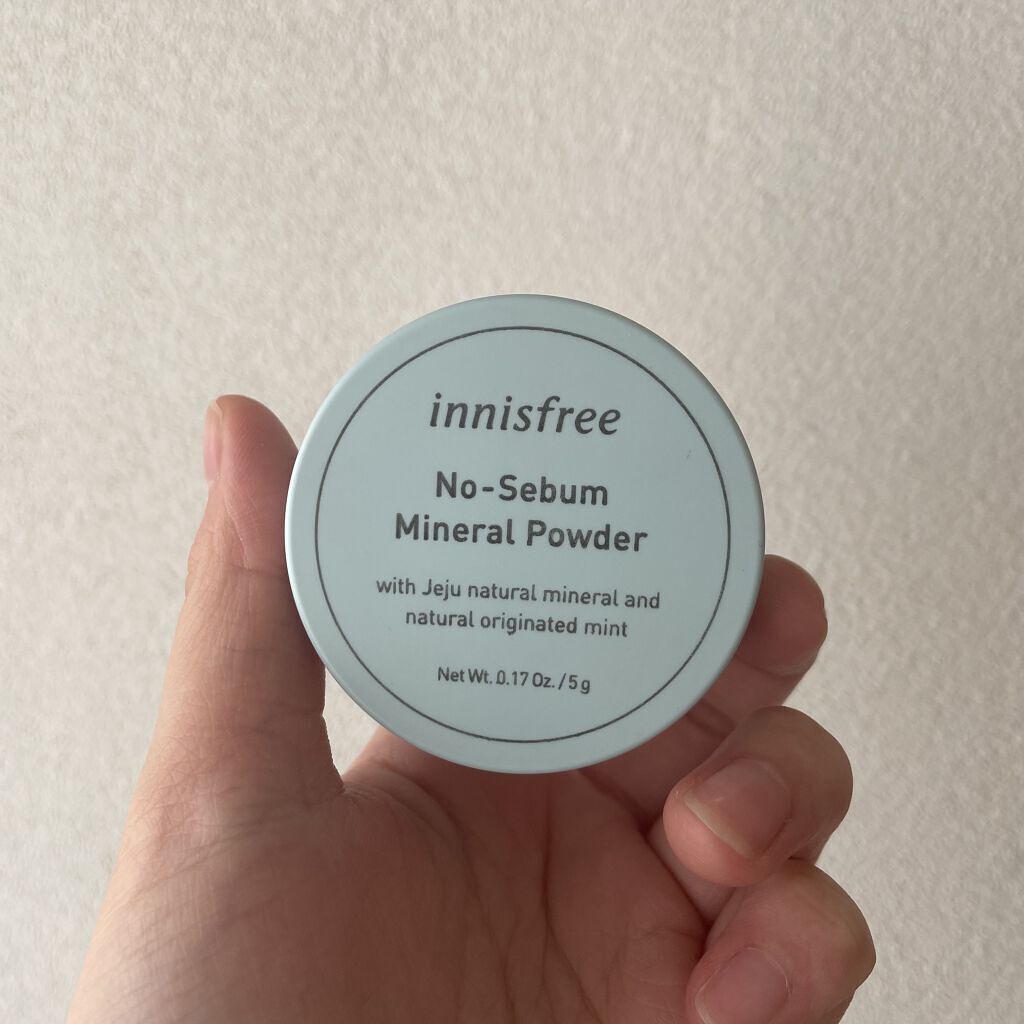 innisfree
No-Sebum
Mineral Powder
with Jeju natural mineral and
natural originated mint
Net Wt. 0.17 Oz. / 5 g